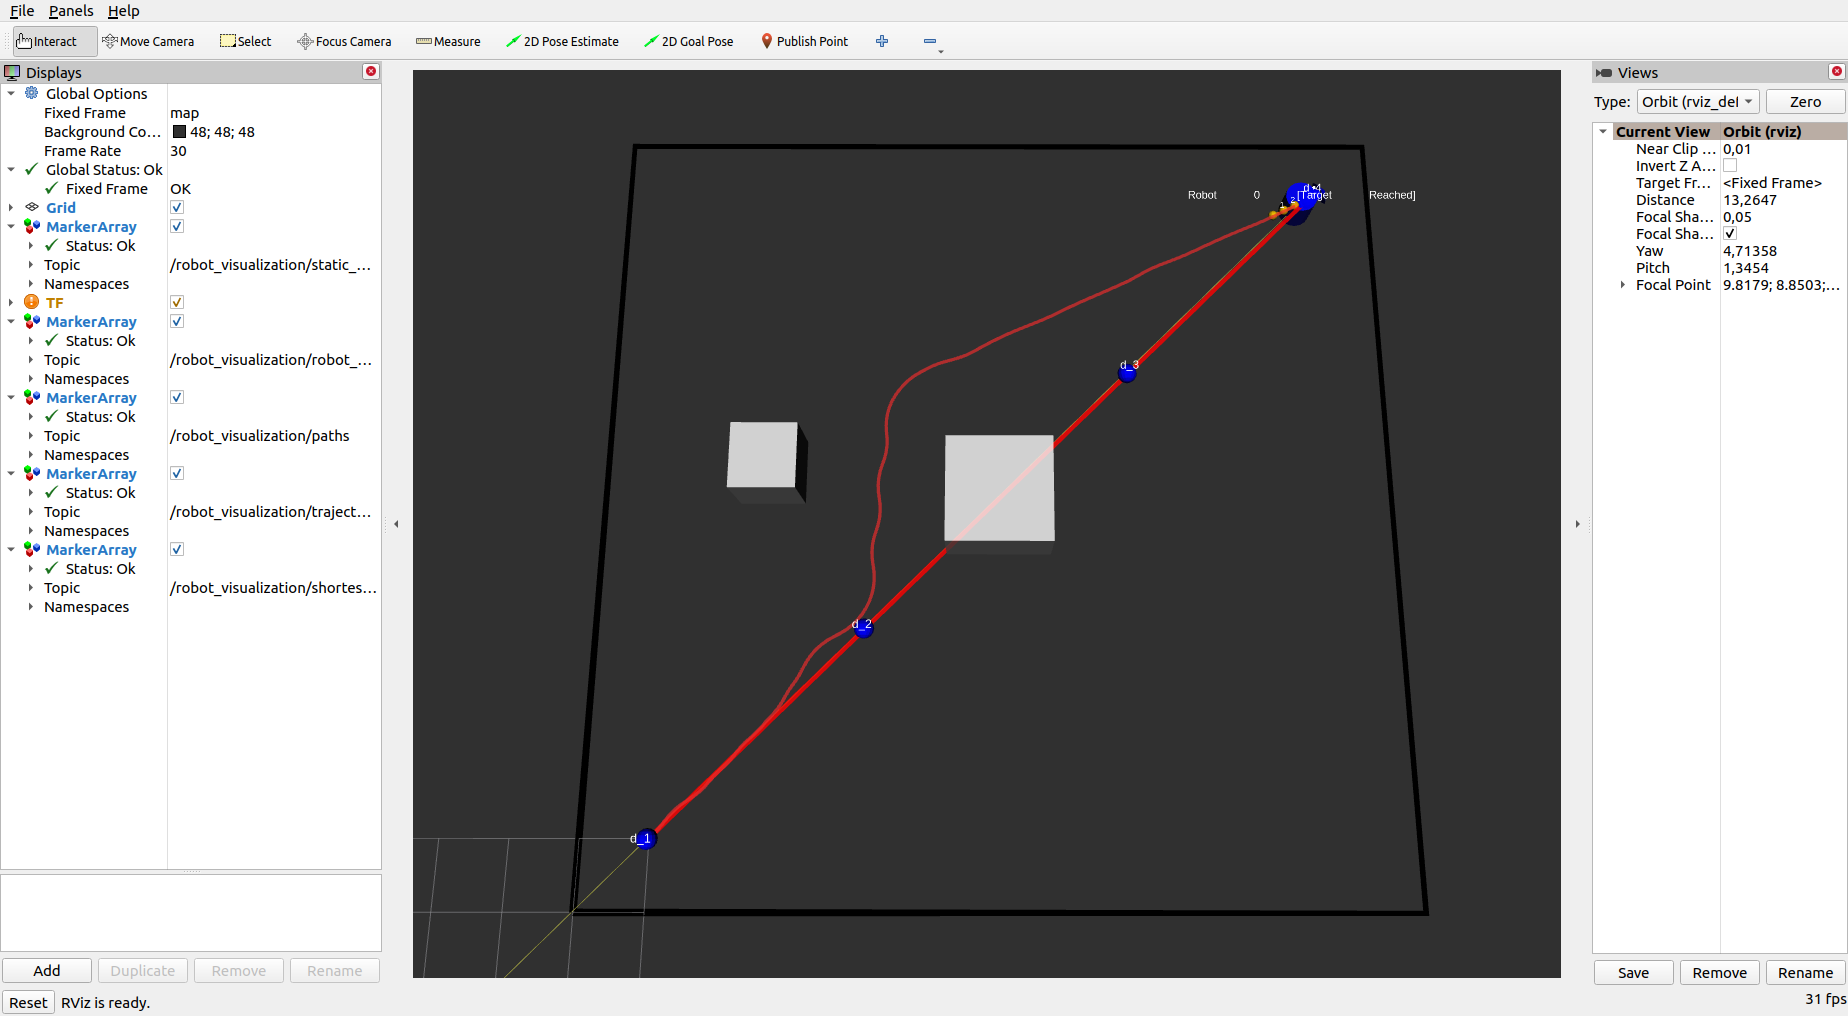 File Panels Help
Interact Move Camera Select Focus Camera Measure 2D Pose Estimate 2D Goal Pose Publish Point
Displays
Global Options
Fixed Frame map
Background Co... 48; 48; 48
Frame Rate 30
Global Status: Ok
Fixed Frame OK
Grid
MarkerArray
Status: Ok
Topic /robot_visualization/static_...
Namespaces
TF
MarkerArray
Status: Ok
Topic /robot_visualization/robot_...
Namespaces
MarkerArray
Status: Ok
Topic /robot_visualization/paths
Namespaces
MarkerArray
Status: Ok
Topic /robot_visualization/traject...
Namespaces
MarkerArray
Status: Ok
Topic /robot_visualization/shortes...
Namespaces
Add Duplicate Remove Rename
Reset RViz is ready.
d_4
Robot 0 [Target Reached]
1 2
d_3
d_2
d_1
Views
Type: Orbit (rviz_def Zero
Current View Orbit (rviz)
Near Clip ... 0,01
Invert Z A...
Target Fr... <Fixed Frame>
Distance 13,2647
Focal Sha... 0,05
Focal Sha...
Yaw 4,71358
Pitch 1,3454
Focal Point 9.8179; 8.8503;...
Save Remove Rename
31 fps